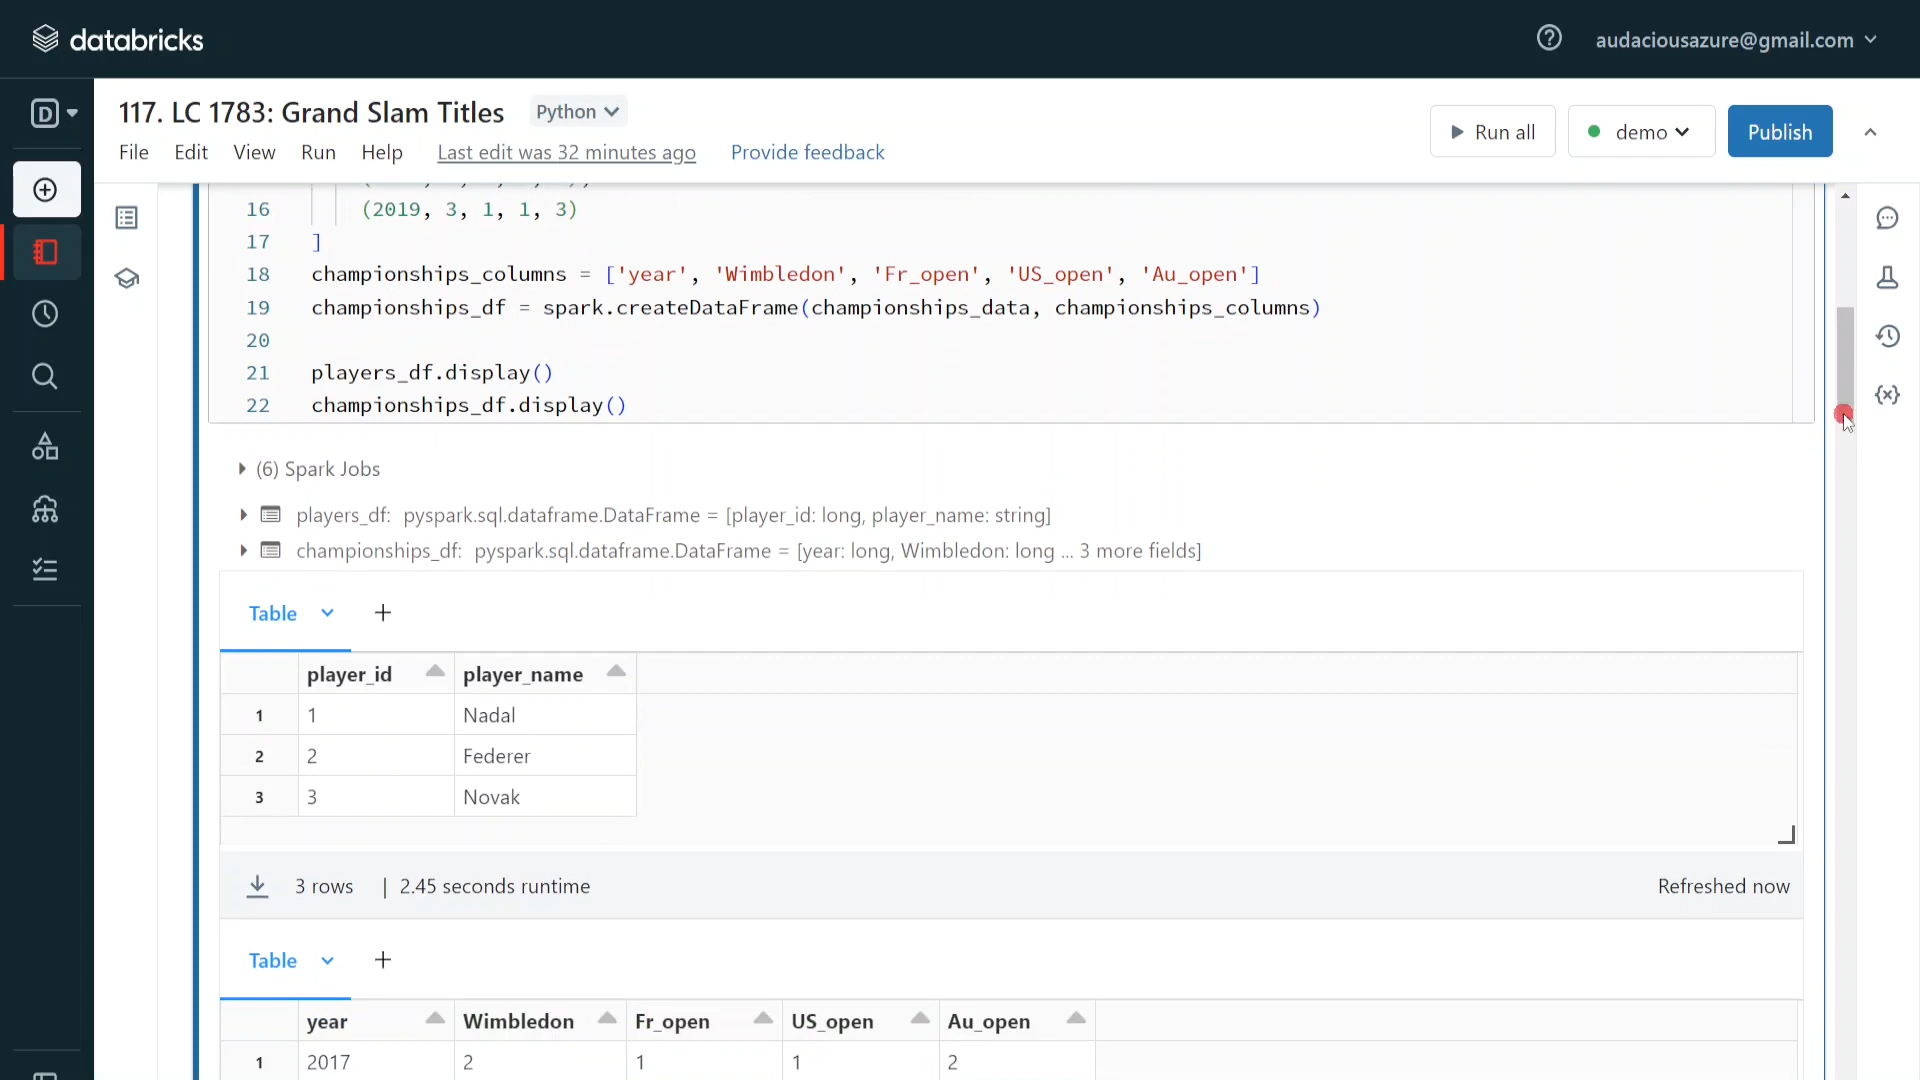 databricks
audaciousazure@gmail.com
D
117. LC 1783: Grand Slam Titles
Python
File
Edit
View
Run
Help
Last edit was 32 minutes ago
Provide feedback
Run all
demo
Publish
16 (2019, 3, 1, 1, 3)
17 ]
18 championships_columns = ['year', 'Wimbledon', 'Fr_open', 'US_open', 'Au_open']
19 championships_df = spark.createDataFrame(championships_data, championships_columns)
20
21 players_df.display()
22 championships_df.display()
(6) Spark Jobs
players_df: pyspark.sql.dataframe.DataFrame = [player_id: long, player_name: string]
championships_df: pyspark.sql.dataframe.DataFrame = [year: long, Wimbledon: long ... 3 more fields]
Table +
player_id player_name
1 1 Nadal
2 2 Federer
3 3 Novak
3 rows | 2.45 seconds runtime
Refreshed now
Table +
year Wimbledon Fr_open US_open Au_open
1 2017 2 1 1 2